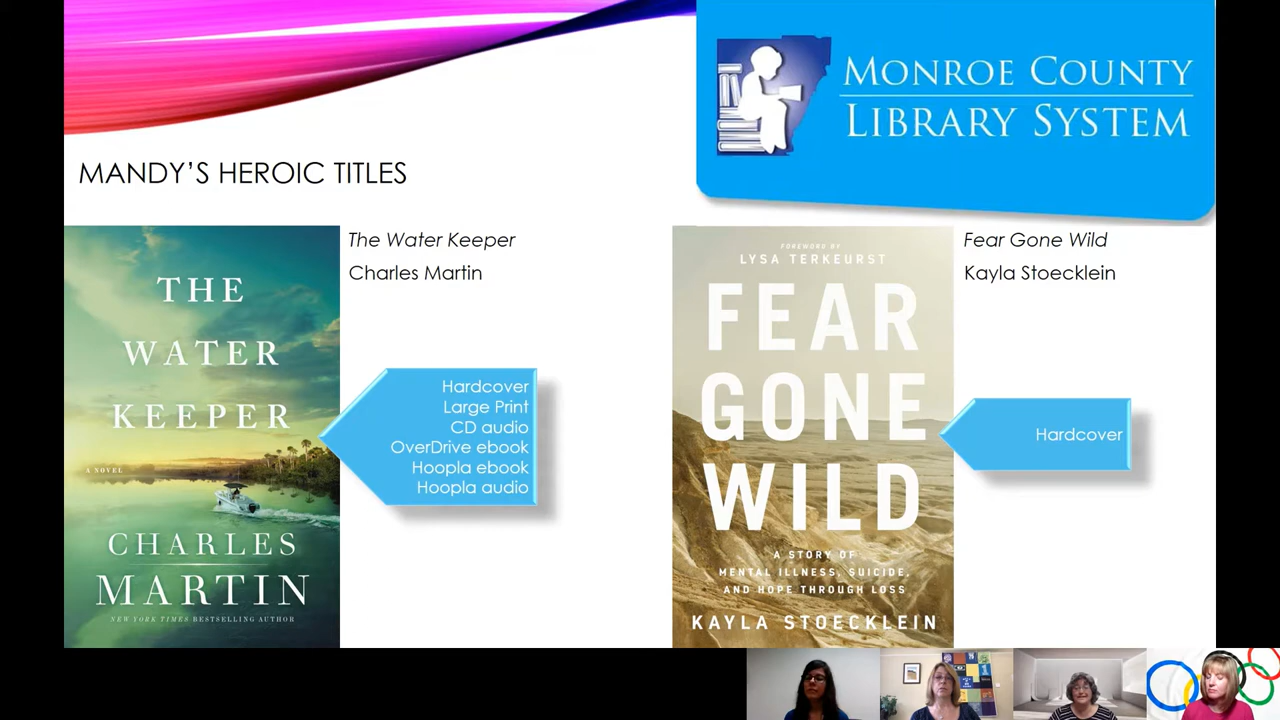 MONROE COUNTY
LIBRARY SYSTEM
MANDY'S HEROIC TITLES
THE
WATER
KEEPER
A NOVEL
CHARLES
MARTIN
NEW YORK TIMES BESTSELLING AUTHOR
The Water Keeper
Charles Martin
Hardcover
Large Print
CD audio
OverDrive ebook
Hoopla ebook
Hoopla audio
FOREWORD BY
LYSA TERKEURST
FEAR
GONE
WILD
A STORY OF
MENTAL ILLNESS, SUICIDE,
AND HOPE THROUGH LOSS
KAYLA STOECKLEIN
Fear Gone Wild
Kayla Stoecklein
Hardcover